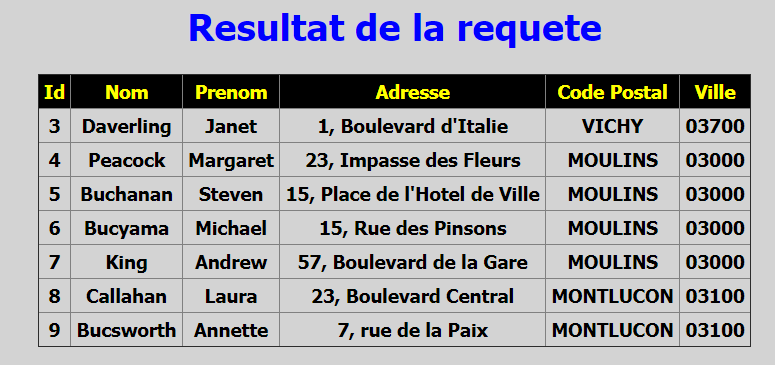 Resultat de la requete
Id Nom Prenom Adresse Code Postal Ville
3 Daverling Janet 1, Boulevard d'Italie VICHY 03700
4 Peacock Margaret 23, Impasse des Fleurs MOULINS 03000
5 Buchanan Steven 15, Place de l'Hotel de Ville MOULINS 03000
6 Bucyama Michael 15, Rue des Pinsons MOULINS 03000
7 King Andrew 57, Boulevard de la Gare MOULINS 03000
8 Callahan Laura 23, Boulevard Central MONTLUCON 03100
9 Bucsworth Annette 7, rue de la Paix MONTLUCON 03100